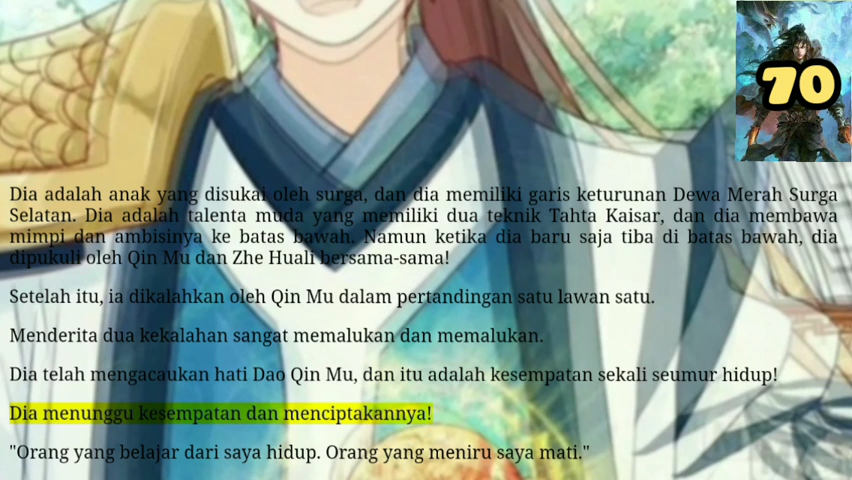 70
Dia adalah anak yang disukai oleh surga, dan dia memiliki garis keturunan Dewa Merah Surga
Selatan. Dia adalah talenta muda yang memiliki dua teknik Tahta Kaisar, dan dia membawa
mimpi dan ambisinya ke batas bawah. Namun ketika dia baru saja tiba di batas bawah, dia
dipukuli oleh Qin Mu dan Zhe Huali bersama-sama!
Setelah itu, ia dikalahkan oleh Qin Mu dalam pertandingan satu lawan satu.
Menderita dua kekalahan sangat memalukan dan memalukan.
Dia telah mengacaukan hati Dao Qin Mu, dan itu adalah kesempatan sekali seumur hidup!
Dia menunggu kesempatan dan menciptakannya!
"Orang yang belajar dari saya hidup. Orang yang meniru saya mati."